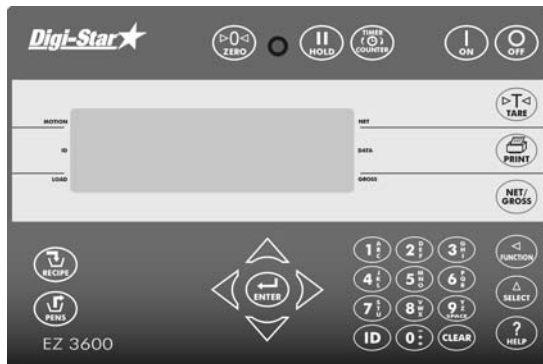 Digi-Star
0
ZERO
HOLD
TIMER
COUNTER
ON
OFF
T
TARE
MOTION
NET
ID
DATA
PRINT
LOAD
GROSS
NET/
GROSS
RECIPE
ENTER
1 A B C
2 D E F
3 G H I
FUNCTION
4 J K L
5 M N O
6 P Q R
SELECT
PENS
7 S T U
8 V W X
9 Y Z
SPACE
EZ 3600
ID
0
CLEAR
?
HELP